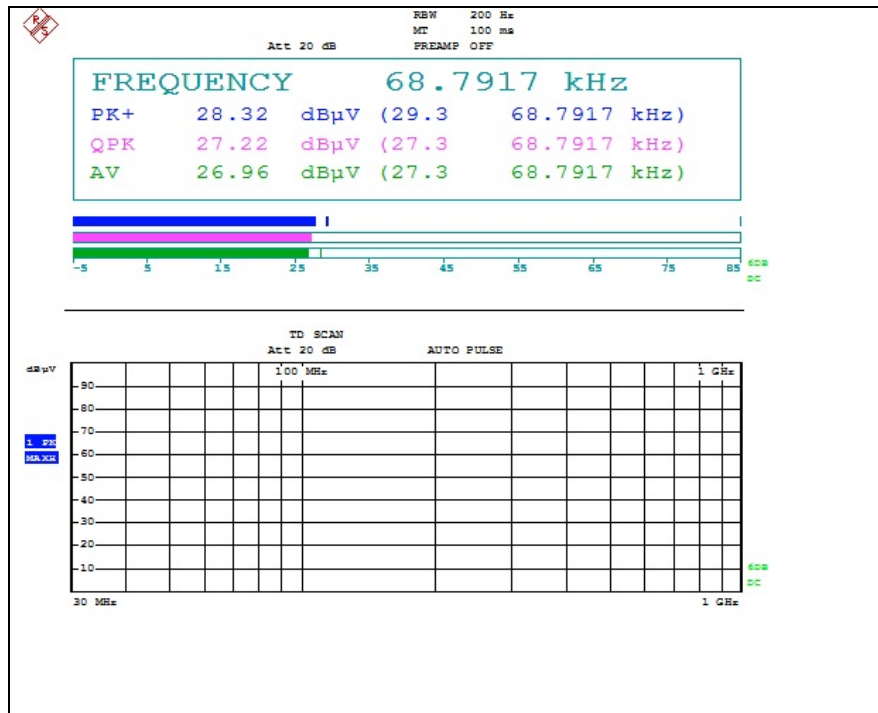 R S
RBW 200 Hz
MT 100 ms
Att 20 dB PREAMP OFF
FREQUENCY 68.7917 kHz
PK+ 28.32 dBµV (29.3 68.7917 kHz)
QPK 27.22 dBµV (27.3 68.7917 kHz)
AV 26.96 dBµV (27.3 68.7917 kHz)
-5 5 15 25 35 45 55 65 75 85
6DB
DC
TD SCAN
Att 20 dB AUTO PULSE
dBµV 100 MHz 1 GHz
90
80
70
1 PK
60
MAXH
50
40
30
20
10
6DB
DC
30 MHz 1 GHz